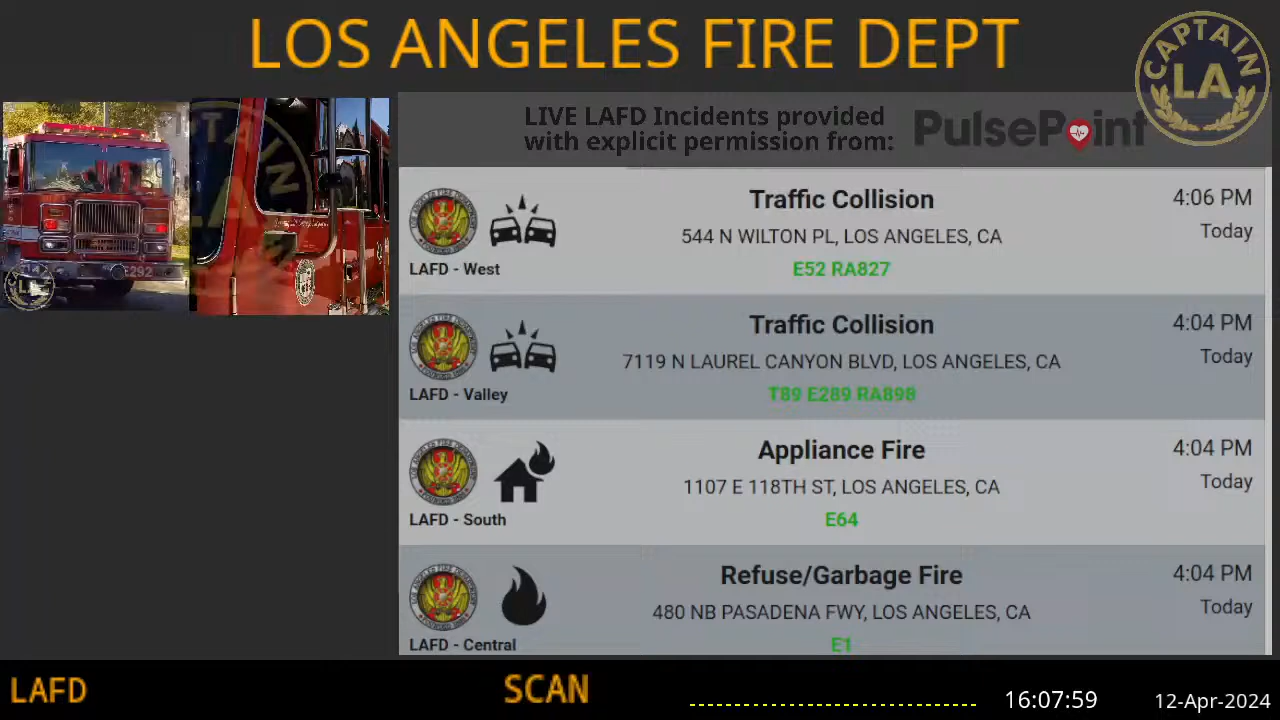 LOS ANGELES FIRE DEPT
CAPTAIN
LA
LIVE LAFD Incidents provided
with explicit permission from:
PulsePoint
E292
Traffic Collision
4:06 PM
544 N WILTON PL, LOS ANGELES, CA
Today
LAFD - West
E52 RA827
Traffic Collision
4:04 PM
7119 N LAUREL CANYON BLVD, LOS ANGELES, CA
Today
LAFD - Valley
T89 E289 RA898
Appliance Fire
4:04 PM
1107 E 118TH ST, LOS ANGELES, CA
Today
LAFD - South
E64
Refuse/Garbage Fire
4:04 PM
480 NB PASADENA FWY, LOS ANGELES, CA
Today
LAFD - Central
E1
LAFD
SCAN
16:07:59
12-Apr-2024